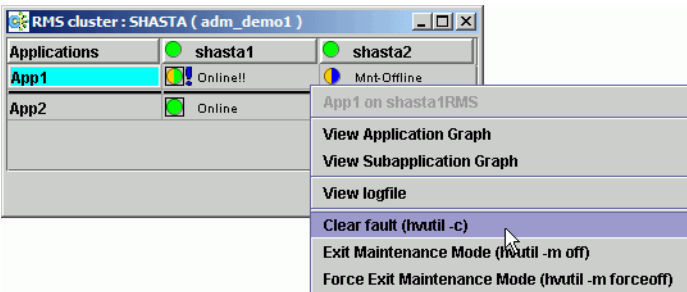 RMS cluster : SHASTA ( adm_demo1 )
Applications shasta1 shasta2
App1 Online!! Mnt-Offline
App2 Online
App1 on shasta1RMS
View Application Graph
View Subapplication Graph
View logfile
Clear fault (hvutil -c)
Exit Maintenance Mode (hvutil -m off)
Force Exit Maintenance Mode (hvutil -m forceoff)